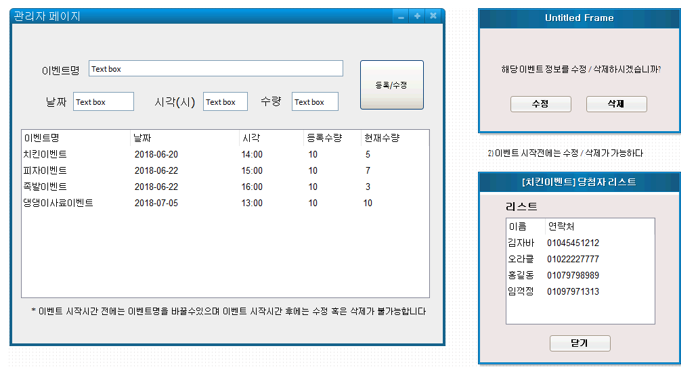 관리자 페이지
이벤트명 Text box
등록/수정
날짜 Text box 시각(시) Text box 수량 Text box
이벤트명 날짜 시각 등록수량 현재수량
치킨이벤트 2018-06-20 14:00 10 5
피자이벤트 2018-06-22 15:00 10 7
족발이벤트 2018-06-22 16:00 10 3
댕댕이사료이벤트 2018-07-05 13:00 10 10
* 이벤트 시작시간 전에는 이벤트명을 바꿀수있으며 이벤트 시작시간 후에는 수정 혹은 삭제가 불가능합니다
Untitled Frame
해당 이벤트 정보를 수정 / 삭제하시겠습니까?
수정 삭제
2) 이벤트 시작전에는 수정 / 삭제가 가능하다
[치킨이벤트] 당첨자 리스트
리스트
이름 연락처
김자바 01045451212
오라클 01022227777
홍길동 01079798989
임꺽정 01097971313
닫기